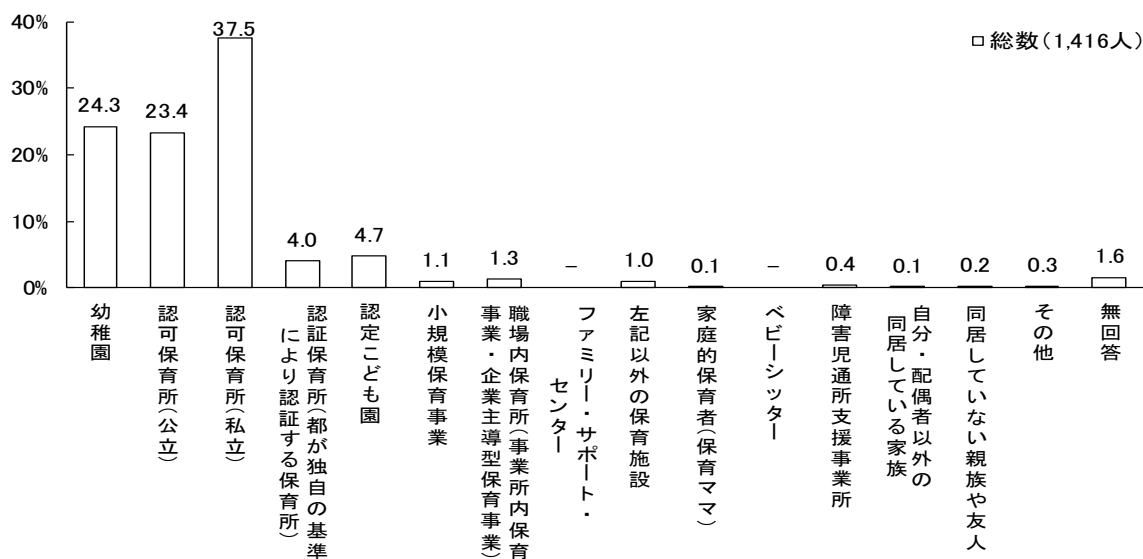 40%
30%
20%
10%
0%
□ 総数(1,416人)
24.3
23.4
37.5
4.0
4.7
1.1
1.3
–
1.0
0.1
–
0.4
0.1
0.2
0.3
1.6
幼稚園
認可保育所(公立)
認可保育所(私立)
認証保育所(都が独自の基準
により認証する保育所)
認定こども園
小規模保育事業
職場内保育所(事業所内保育
事業・企業主導型保育事業)
ファミリー・サポート・
センター
左記以外の保育施設
家庭的保育者(保育ママ)
ベビーシッター
障害児通所支援事業所
自分・配偶者以外の
同居している家族
同居していない親族や友人
その他
無回答